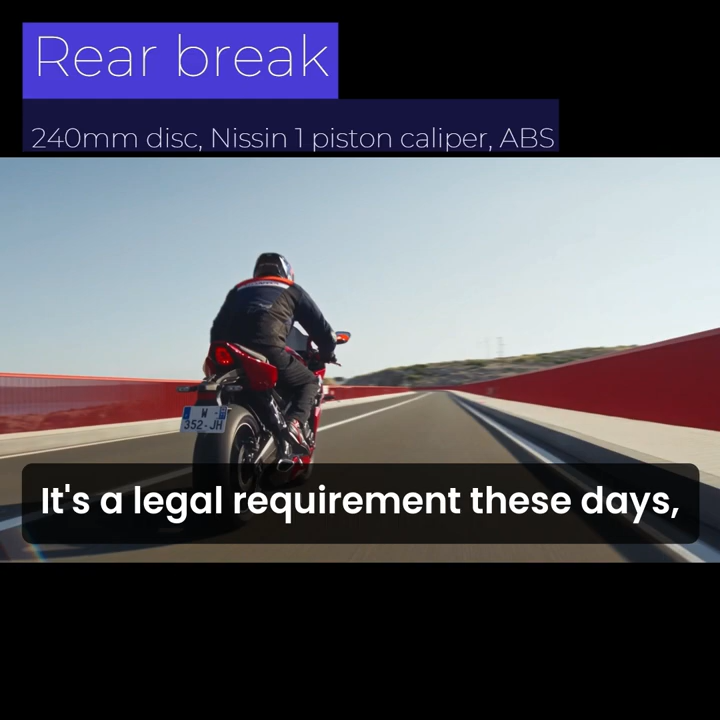 Rear break
240mm disc, Nissin 1 piston caliper, ABS
W
352-JH
It's a legal requirement these days,